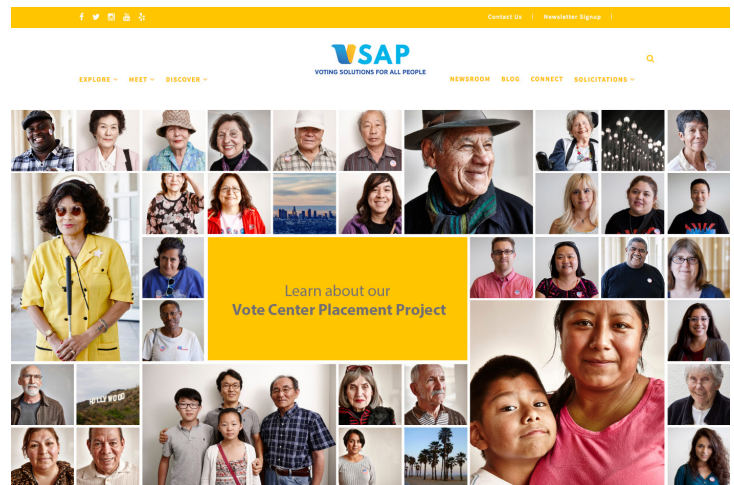 Contact Us | Newsletter Signup |
VSAP
VOTING SOLUTIONS FOR ALL PEOPLE
EXPLORE MEET DISCOVER
NEWSROOM BLOG CONNECT SOLICITATIONS
Learn about our
Vote Center Placement Project
HOLLYWOOD